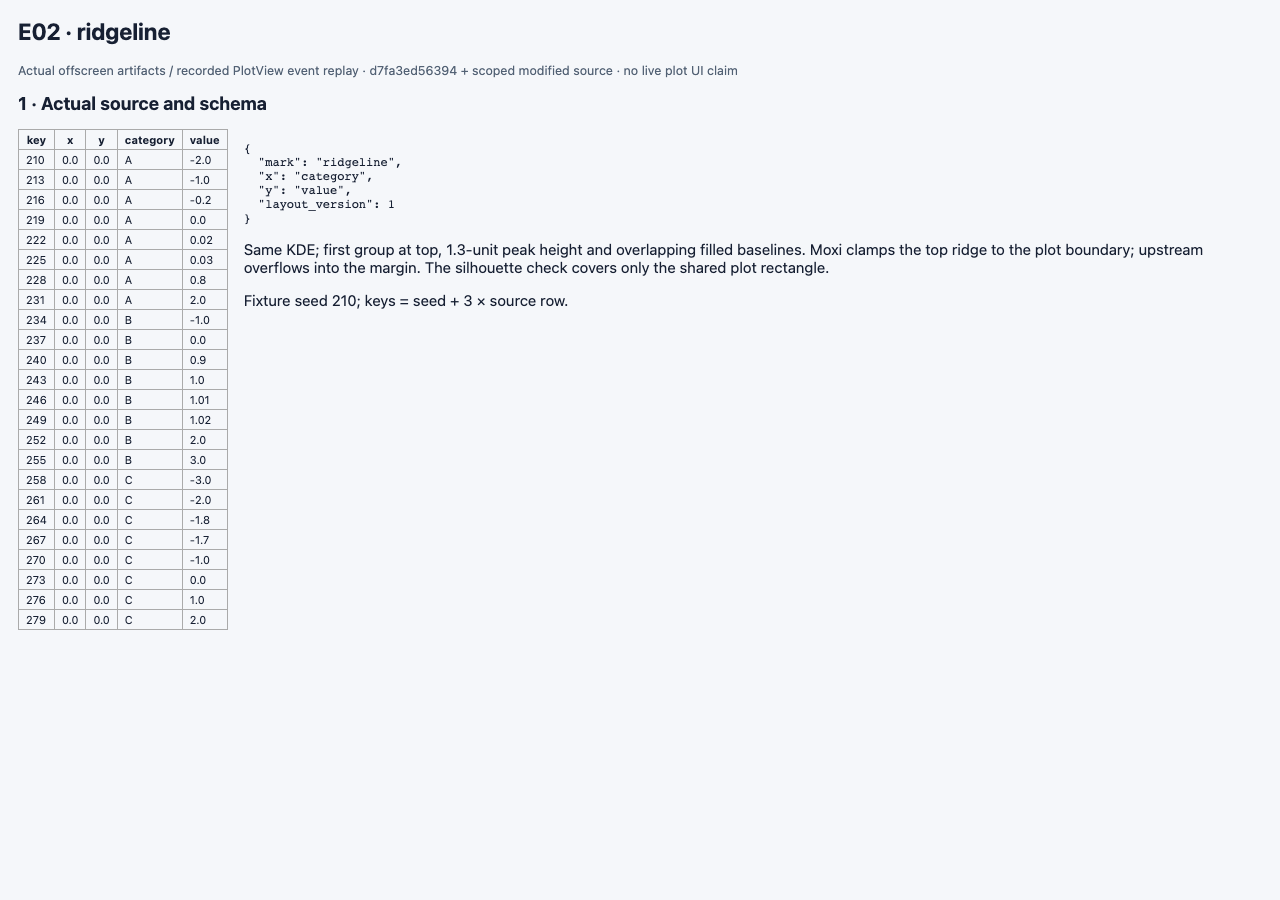 E02 · ridgeline
Actual offscreen artifacts / recorded PlotView event replay · d7fa3ed56394 + scoped modified source · no live plot UI claim
1 · Actual source and schema
key x y category value
210 0.0 0.0 A -2.0
213 0.0 0.0 A -1.0
216 0.0 0.0 A -0.2
219 0.0 0.0 A 0.0
222 0.0 0.0 A 0.02
225 0.0 0.0 A 0.03
228 0.0 0.0 A 0.8
231 0.0 0.0 A 2.0
234 0.0 0.0 B -1.0
237 0.0 0.0 B 0.0
240 0.0 0.0 B 0.9
243 0.0 0.0 B 1.0
246 0.0 0.0 B 1.01
249 0.0 0.0 B 1.02
252 0.0 0.0 B 2.0
255 0.0 0.0 B 3.0
258 0.0 0.0 C -3.0
261 0.0 0.0 C -2.0
264 0.0 0.0 C -1.8
267 0.0 0.0 C -1.7
270 0.0 0.0 C -1.0
273 0.0 0.0 C 0.0
276 0.0 0.0 C 1.0
279 0.0 0.0 C 2.0
{
  "mark": "ridgeline",
  "x": "category",
  "y": "value",
  "layout_version": 1
}
Same KDE; first group at top, 1.3-unit peak height and overlapping filled baselines. Moxi clamps the top ridge to the plot boundary; upstream
overflows into the margin. The silhouette check covers only the shared plot rectangle.
Fixture seed 210; keys = seed + 3 × source row.